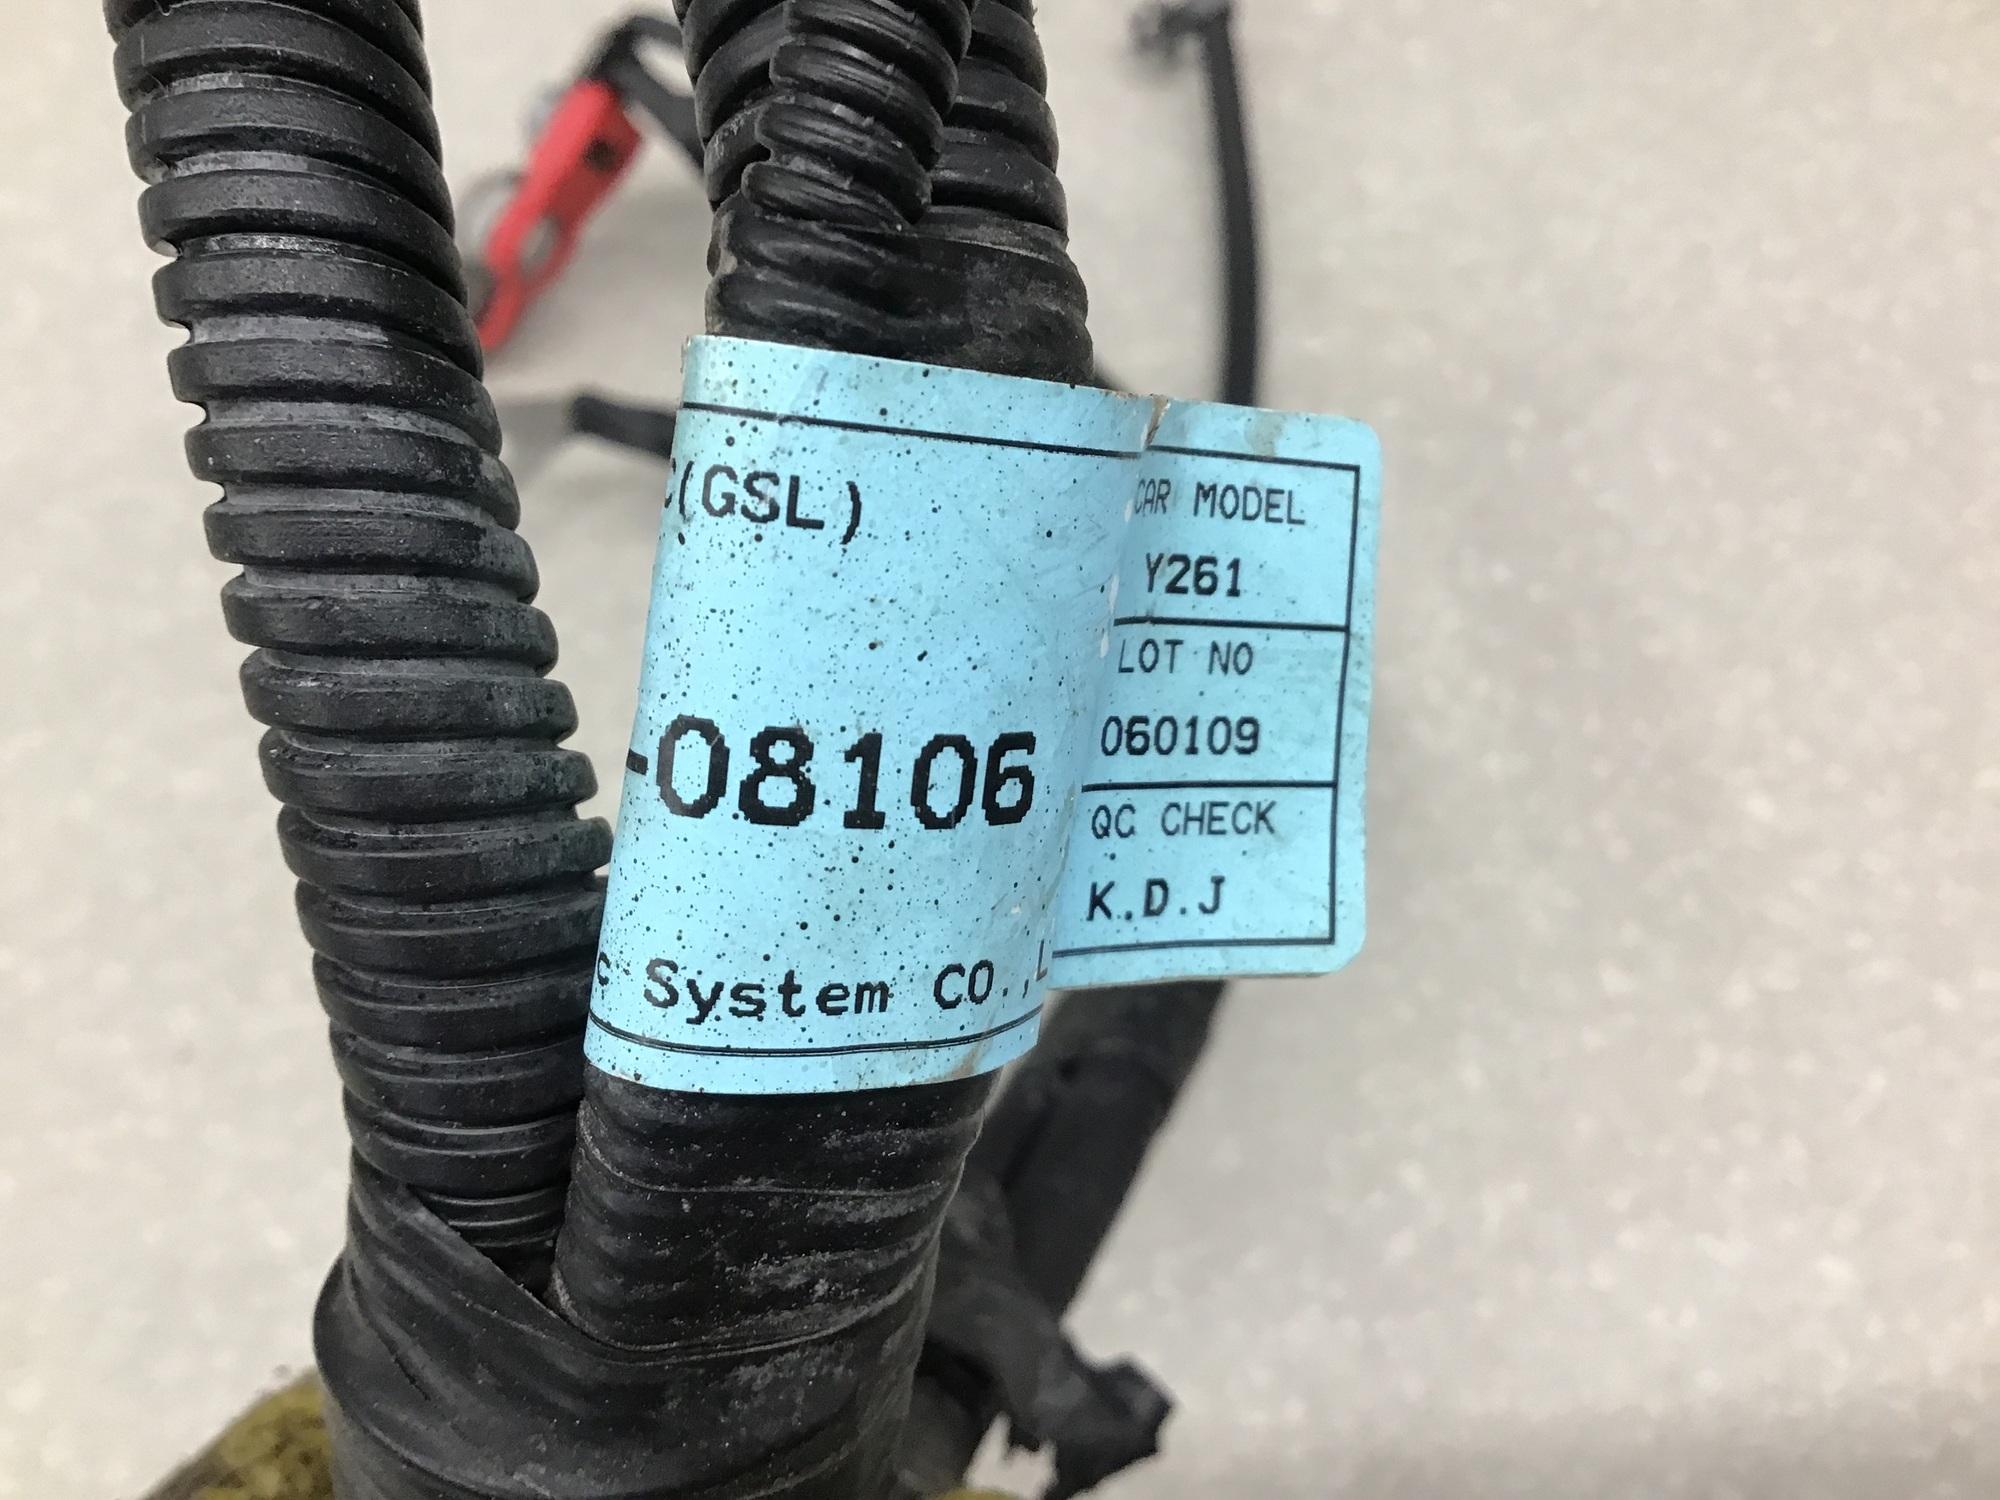 (GSL)
-08106
System CO.,L
CAR MODEL
Y261
LOT NO
060109
QC CHECK
K.D.J